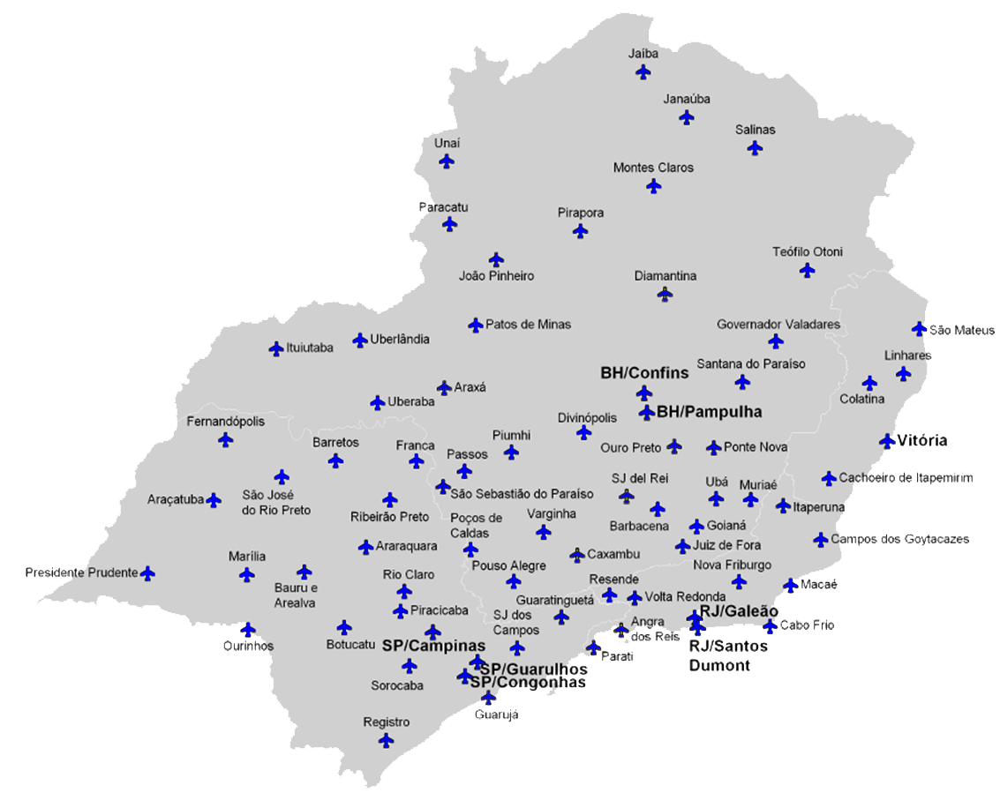 Jaíba
Janaúba
Salinas
Unaí
Montes Claros
Paracatu
Pirapora
Teófilo Otoni
João Pinheiro
Diamantina
Patos de Minas
Governador Valadares
São Mateus
Uberlândia
Ituiutaba
Linhares
Santana do Paraíso
BH/Confins
Araxá
Colatina
Uberaba
BH/Pampulha
Divinópolis
Fernandópolis
Piumhi
Vitória
Barretos
Franca
Passos
Ouro Preto
Ponte Nova
SJ del Rei
Ubá
Muriaé
Cachoeiro de Itapemirim
São José
do Rio Preto
São Sebastião do Paraíso
Araçatuba
Itaperuna
Ribeirão Preto
Poços de
Caldas
Varginha
Barbacena
Goianá
Campos dos Goytacazes
Araraquara
Juiz de Fora
Caxambu
Marília
Pouso Alegre
Nova Friburgo
Presidente Prudente
Rio Claro
Resende
Macaé
Bauru e
Arealva
Guaratinguetá
Volta Redonda
Piracicaba
SJ dos
Campos
RJ/Galeão
Angra
dos Reis
Cabo Frio
Ourinhos
Botucatu
SP/Campinas
RJ/Santos
Dumont
Parati
SP/Guarulhos
SP/Congonhas
Sorocaba
Guarujá
Registro